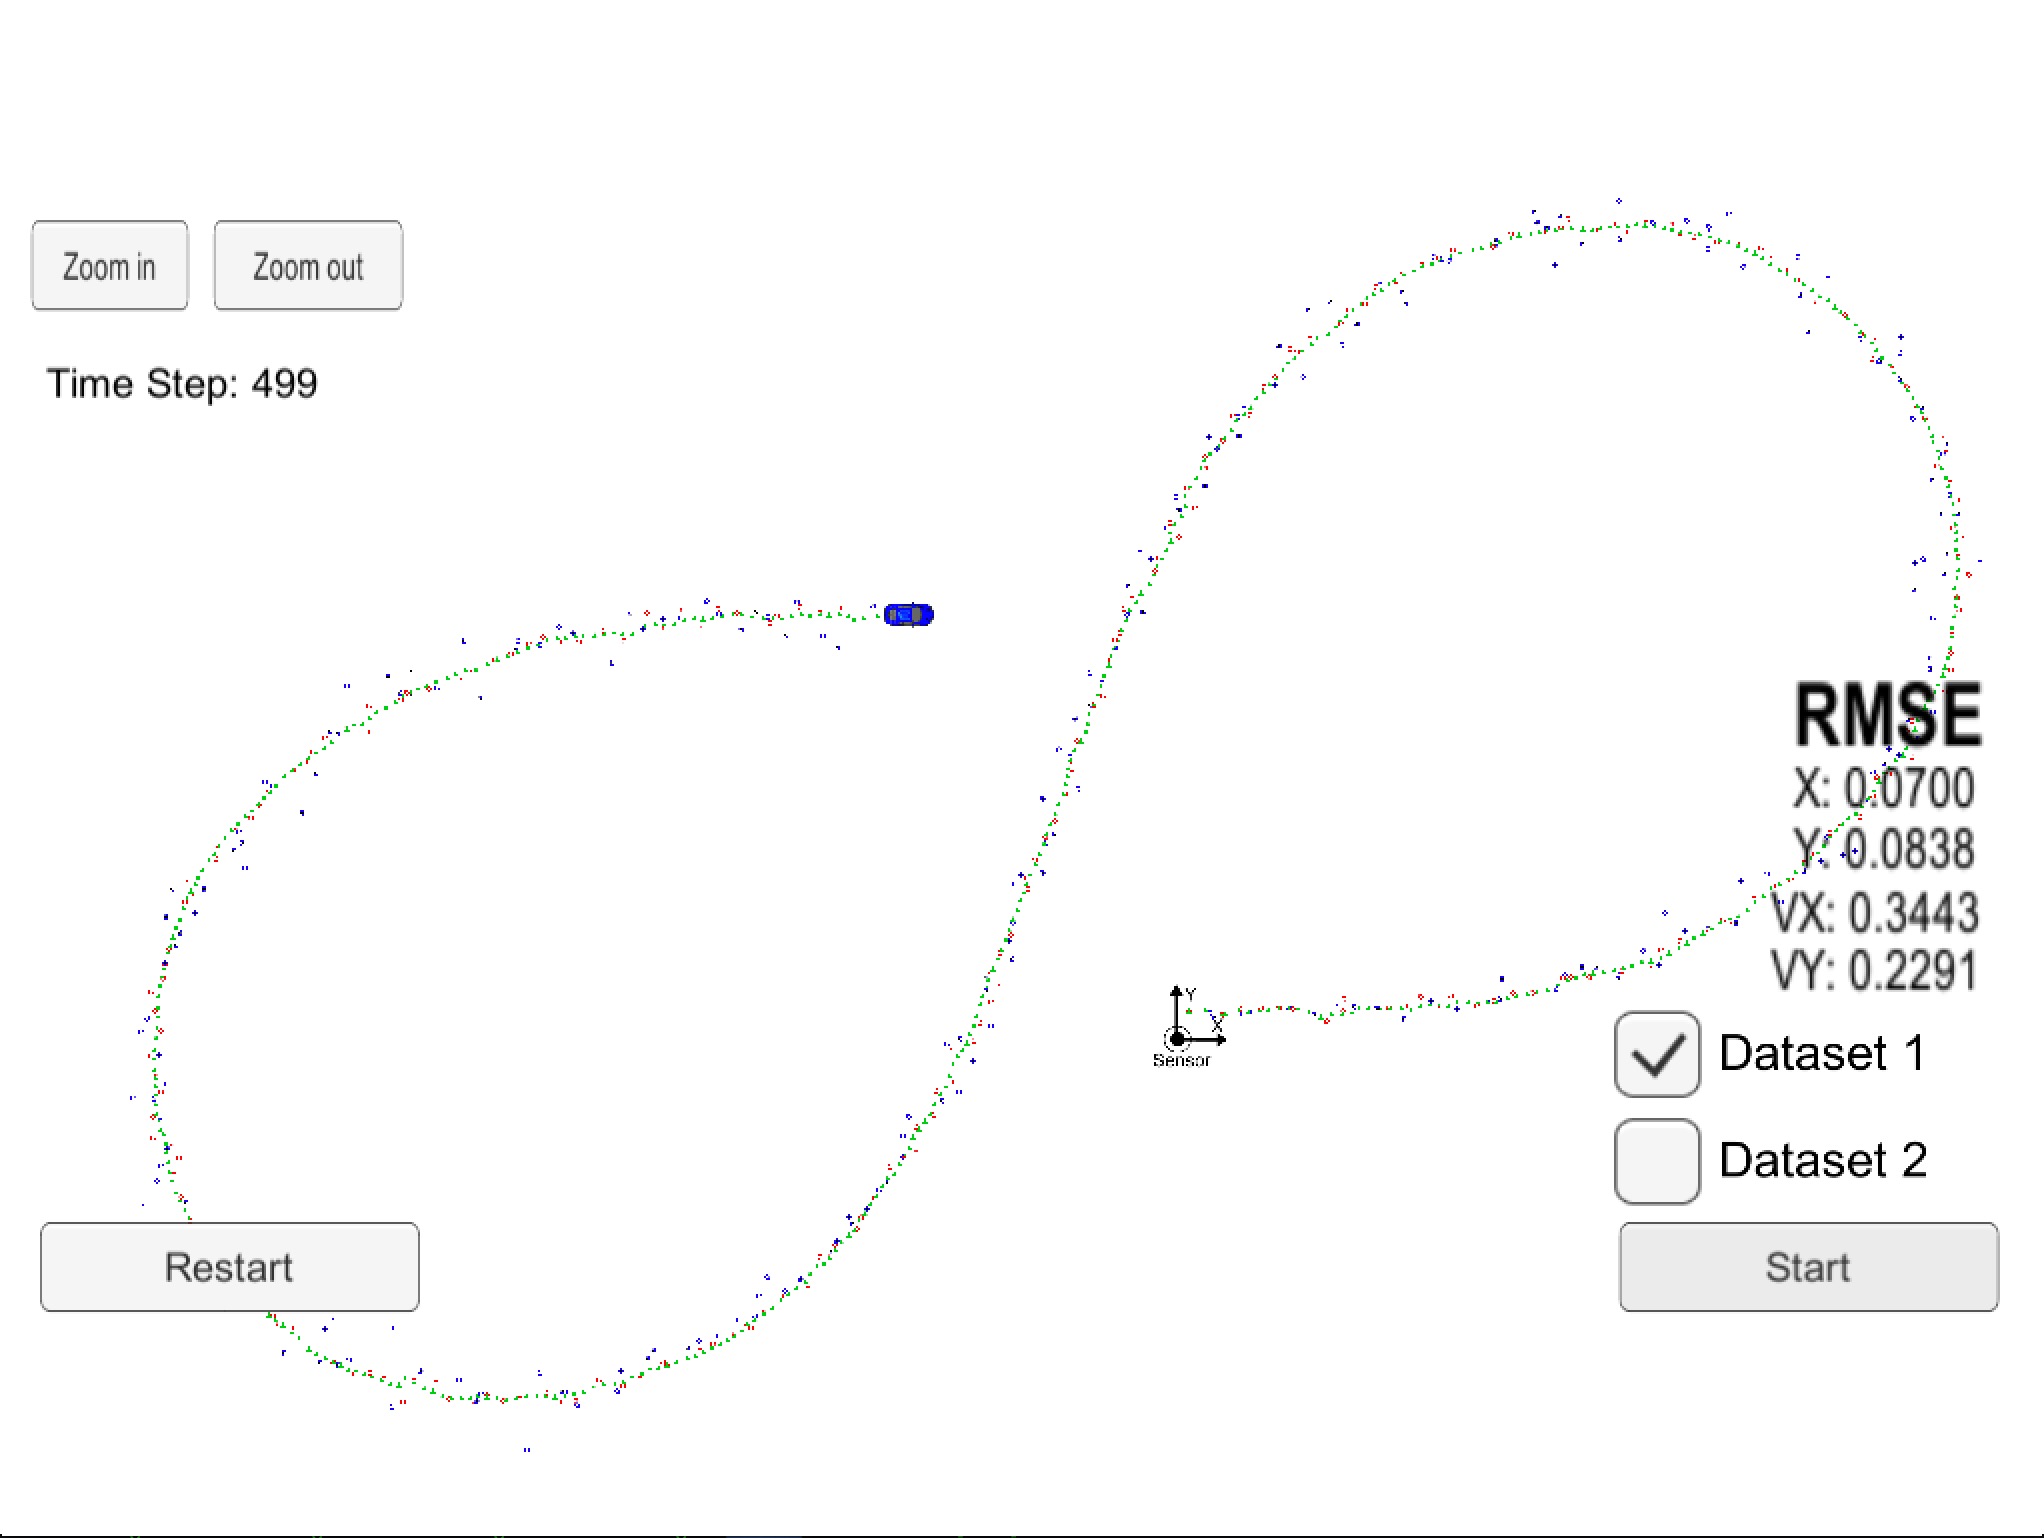 Zoom in
Zoom out
Time Step: 499
RMSE
X: 0.0700
Y: 0.0838
VX: 0.3443
VY: 0.2291
Y
X
Sensor
Dataset 1
Dataset 2
Restart
Start